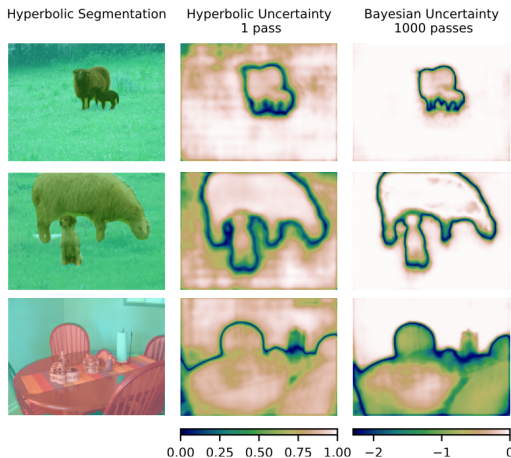 Hyperbolic Segmentation
Hyperbolic Uncertainty
1 pass
Bayesian Uncertainty
1000 passes
0.00 0.25 0.50 0.75 1.00
−2 −1 0